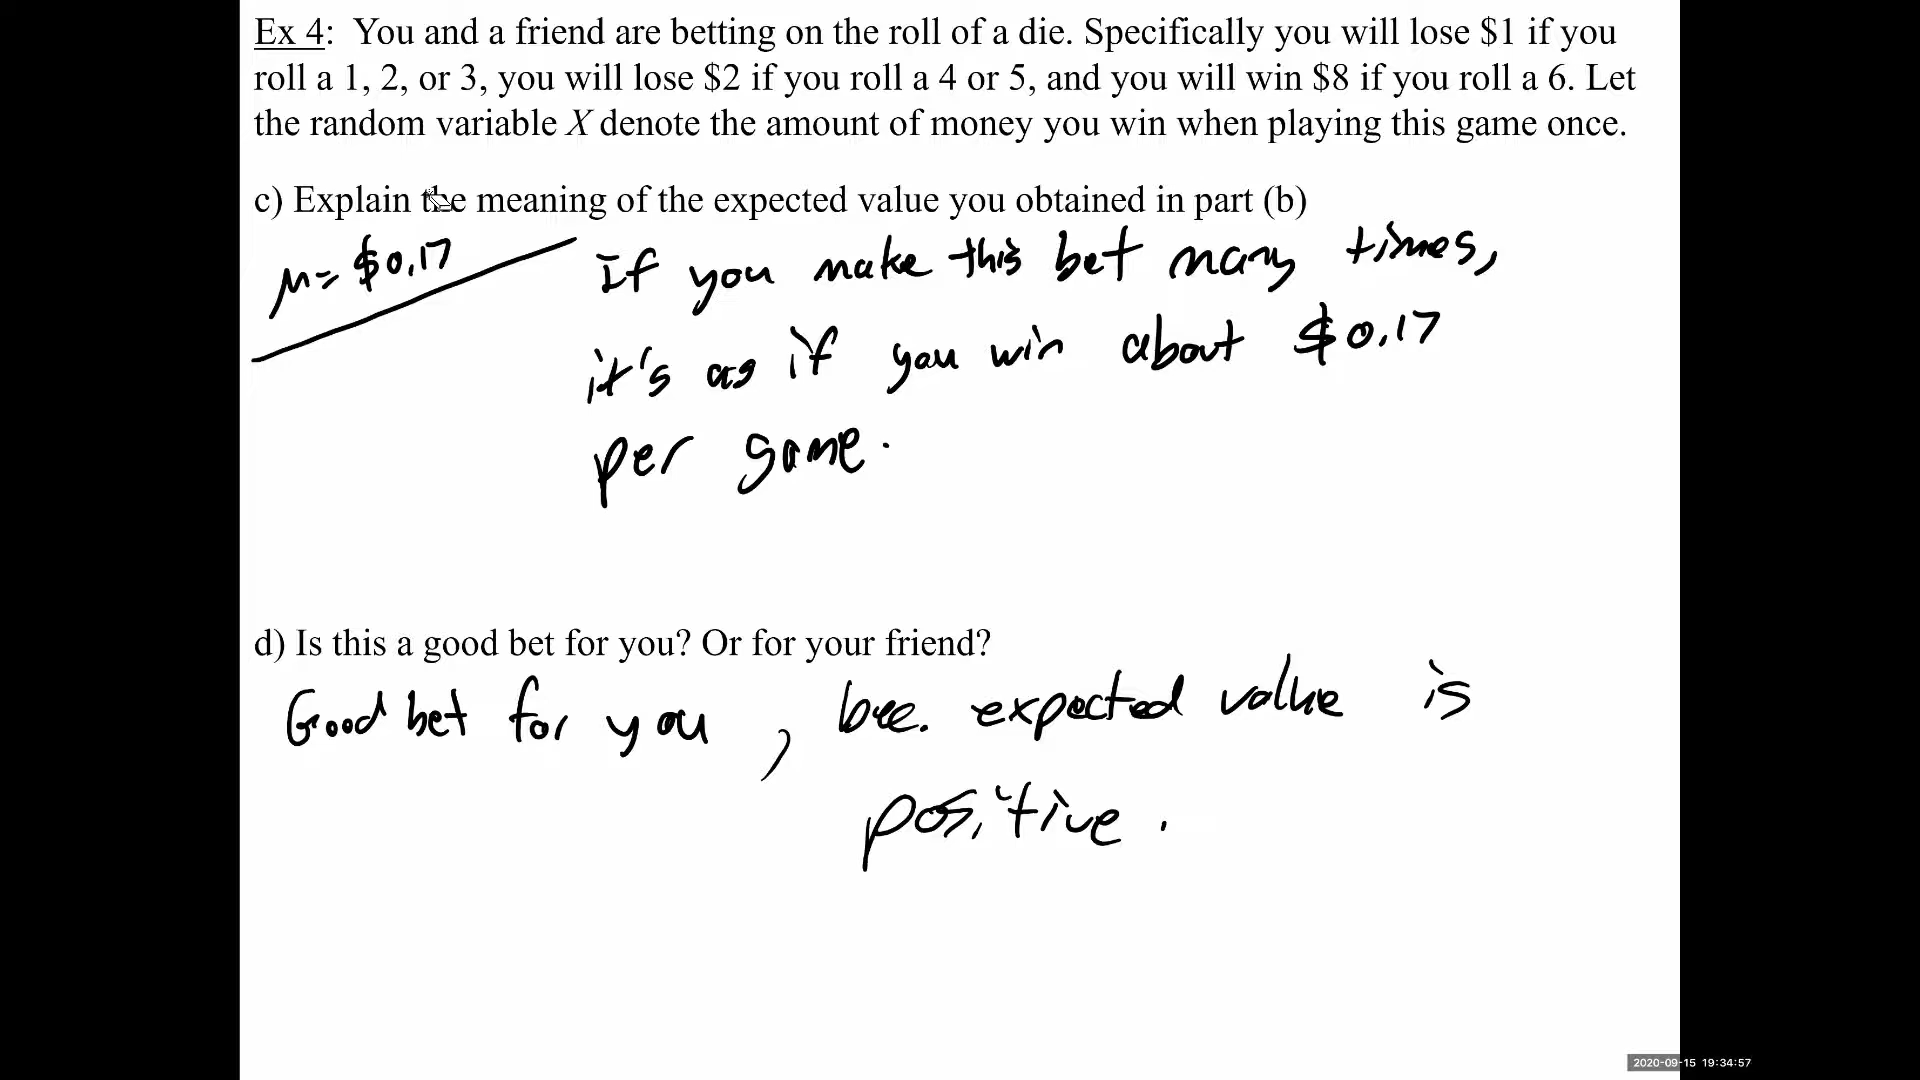 Ex 4: You and a friend are betting on the roll of a die. Specifically you will lose $1 if you
roll a 1, 2, or 3, you will lose $2 if you roll a 4 or 5, and you will win $8 if you roll a 6. Let
the random variable X denote the amount of money you win when playing this game once.
c) Explain the meaning of the expected value you obtained in part (b)
μ= $0.17
If you make this bet many times,
it's as if you win about $0.17
per game.
d) Is this a good bet for you? Or for your friend?
Good bet for you, bec. expected value is
positive.
2020-09-15 19:34:57